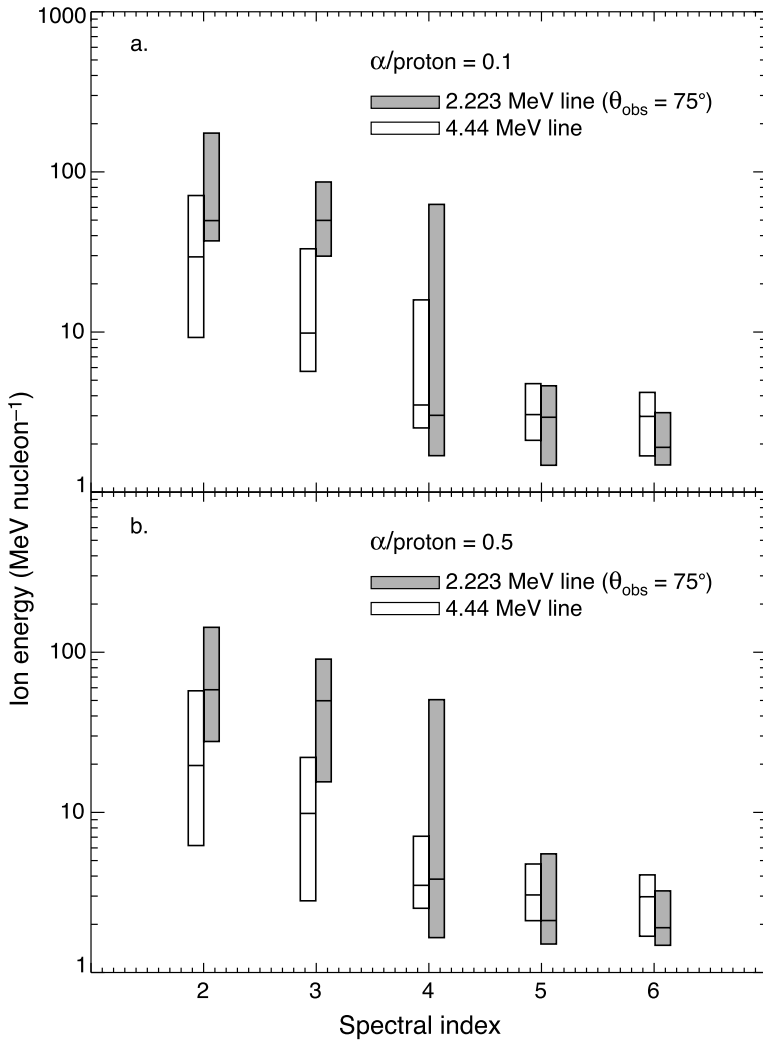 1000
a.
α/proton = 0.1
2.223 MeV line (θobs = 75°)
4.44 MeV line
100
10
1
b.
α/proton = 0.5
2.223 MeV line (θobs = 75°)
4.44 MeV line
100
10
1
2 3 4 5 6
Spectral index
Ion energy (MeV nucleon⁻¹)